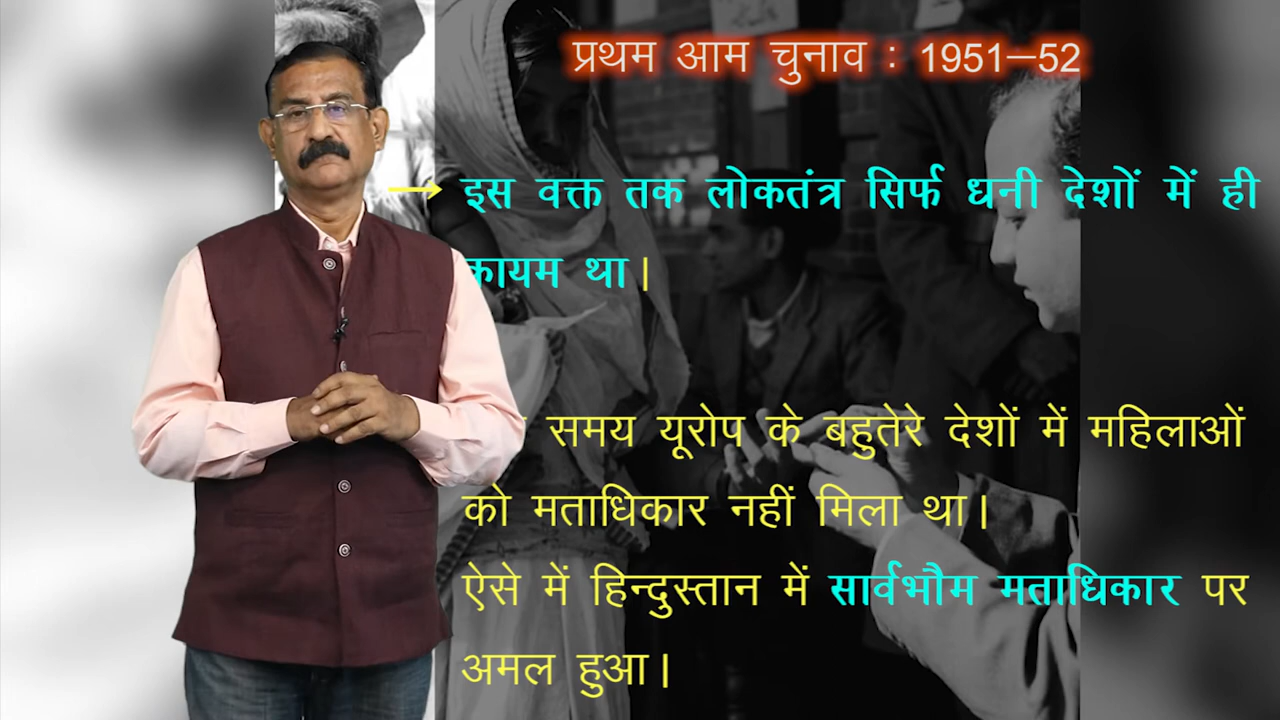 प्रथम आम चुनाव : 1951–52
→ इस वक्त तक लोकतंत्र सिर्फ धनी देशों में ही
कायम था।
समय यूरोप के बहुतेरे देशों में महिलाओं
को मताधिकार नहीं मिला था।
ऐसे में हिन्दुस्तान में सार्वभौम मताधिकार पर
अमल हुआ।